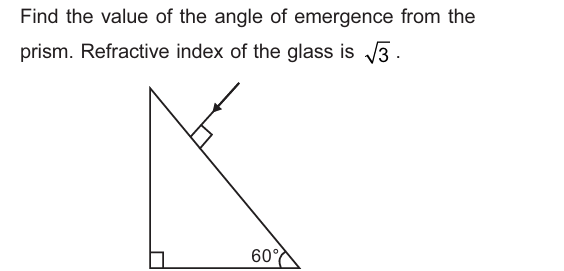 Find the value of the angle of emergence from the
prism. Refractive index of the glass is √3 .
60°